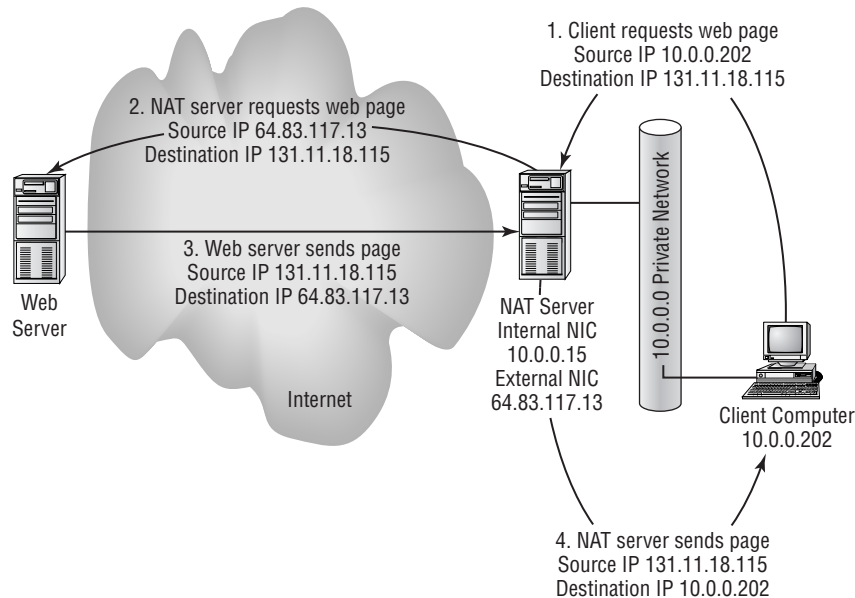 1. Client requests web page
Source IP 10.0.0.202
Destination IP 131.11.18.115
2. NAT server requests web page
Source IP 64.83.117.13
Destination IP 131.11.18.115
3. Web server sends page
Source IP 131.11.18.115
Destination IP 64.83.117.13
Web
Server
Internet
NAT Server
Internal NIC
10.0.0.15
External NIC
64.83.117.13
10.0.0.0 Private Network
Client Computer
10.0.0.202
4. NAT server sends page
Source IP 131.11.18.115
Destination IP 10.0.0.202